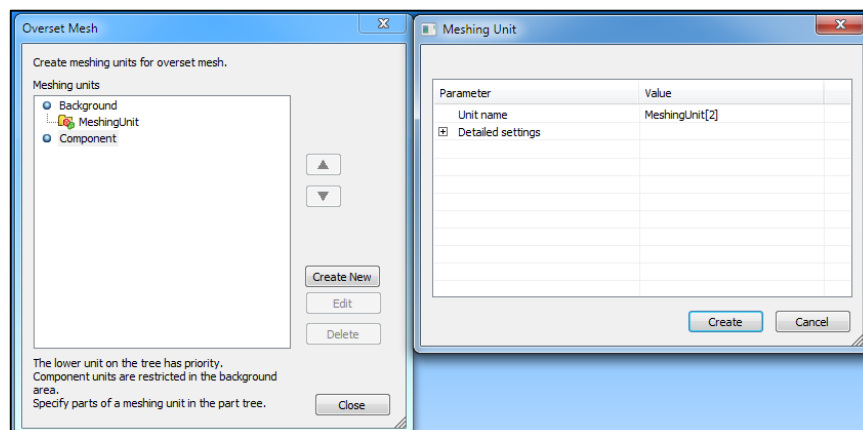 Overset Mesh
Create meshing units for overset mesh.
Meshing units
Background
MeshingUnit
Component
Create New
Edit
Delete
The lower unit on the tree has priority.
Component units are restricted in the background
area.
Specify parts of a meshing unit in the part tree.
Close
Meshing Unit
Parameter Value
Unit name MeshingUnit[2]
Detailed settings
Create Cancel